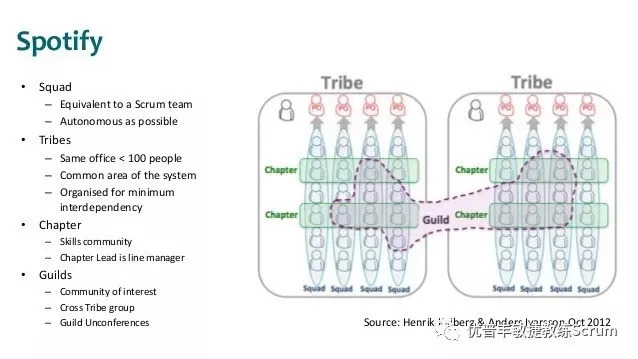 Spotify
• Squad
– Equivalent to a Scrum team
– Autonomous as possible
• Tribes
– Same office < 100 people
– Common area of the system
– Organised for minimum
interdependency
• Chapter
– Skills community
– Chapter Lead is line manager
• Guilds
– Community of interest
– Cross Tribe group
– Guild Unconferences
Tribe
PO PO PO PO
Chapter
Chapter
Squad Squad Squad Squad
Guild
Tribe
PO PO PO PO
Chapter
Chapter
Squad Squad Squad Squad
Source: Henrik & Anders Oct 2012
优普丰敏捷教练Scrum